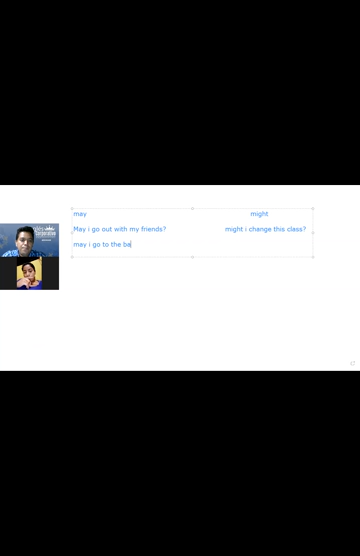 may might
May i go out with my friends? might i change this class?
may i go to the ba